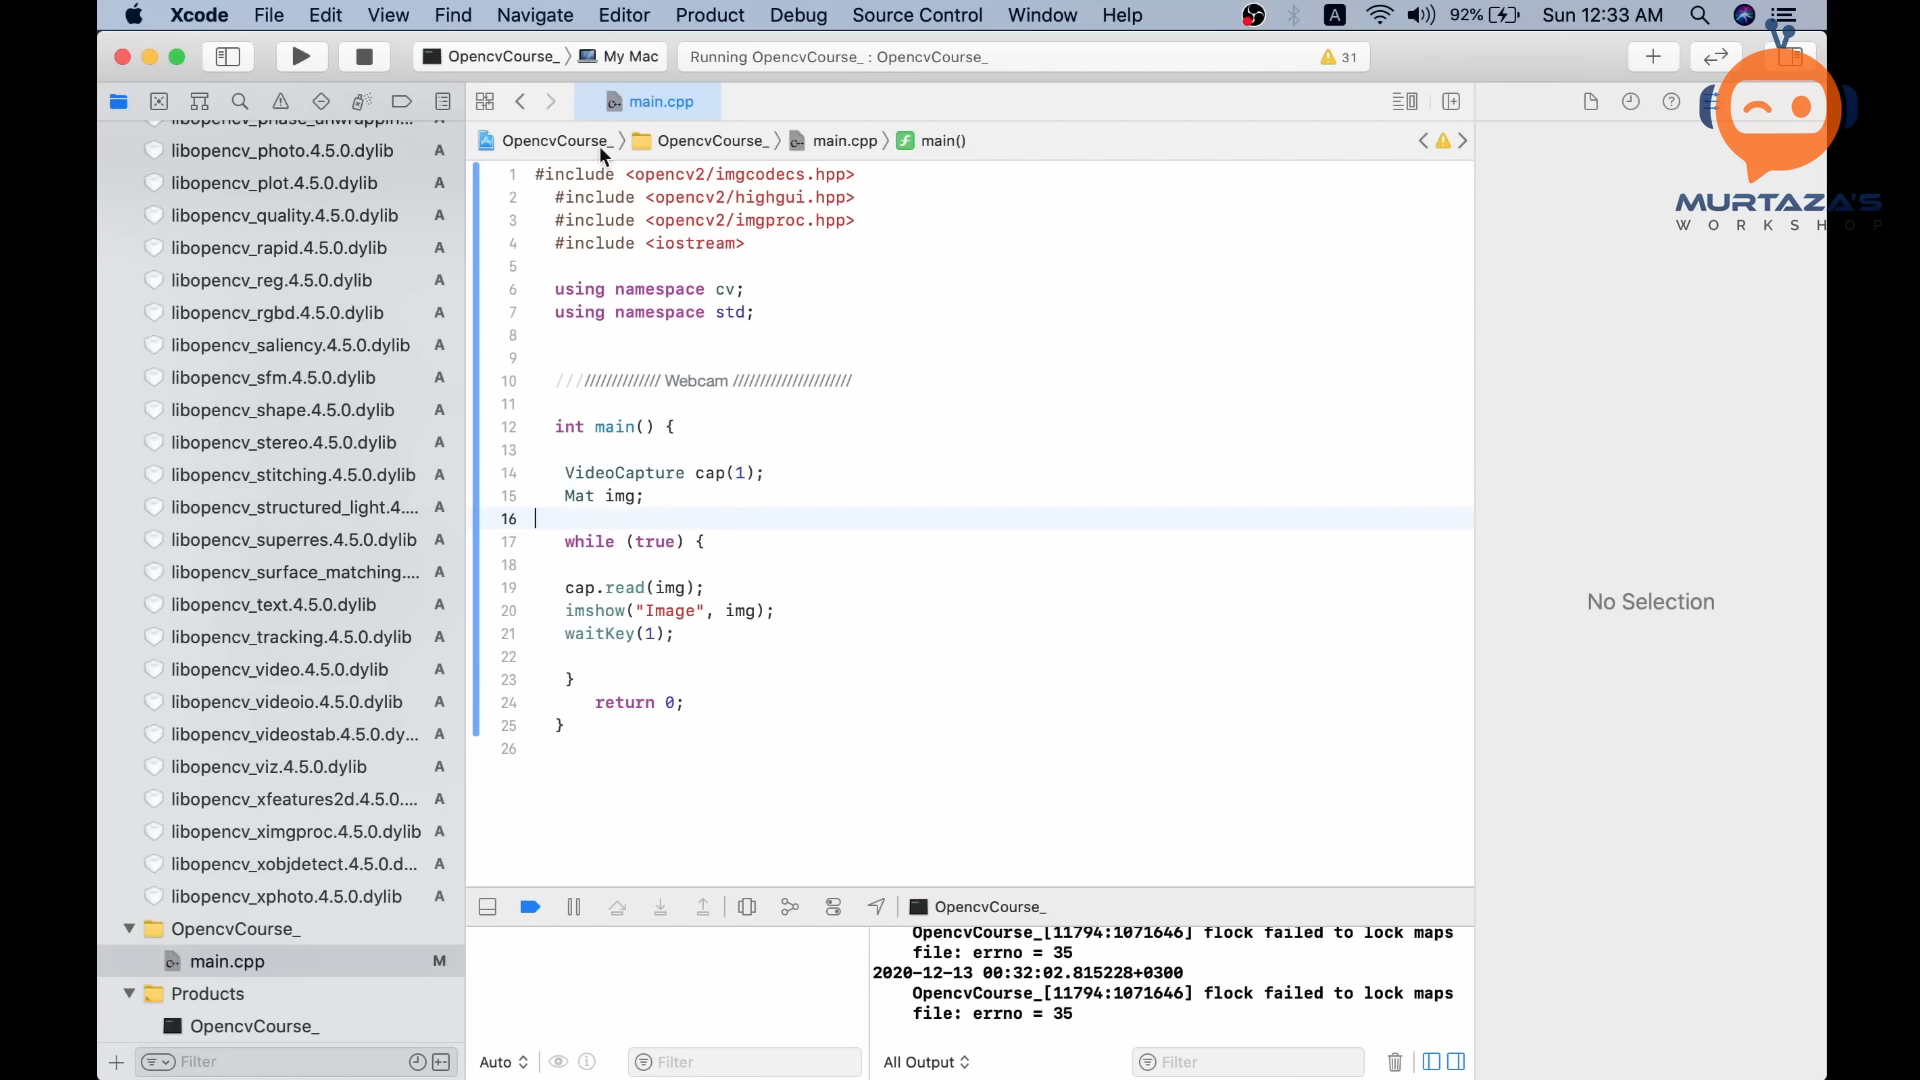 Xcode File Edit View Find Navigate Editor Product Debug Source Control Window Help A 92% Sun 12:33 AM
OpencvCourse_ My Mac Running OpencvCourse_ : OpencvCourse_ 31
main.cpp
OpencvCourse_ OpencvCourse_ main.cpp main()
MURTAZA'S
WORKSHOP
libopencv_phase_unwrappin...
libopencv_photo.4.5.0.dylib A
libopencv_plot.4.5.0.dylib A
libopencv_quality.4.5.0.dylib A
libopencv_rapid.4.5.0.dylib A
libopencv_reg.4.5.0.dylib A
libopencv_rgbd.4.5.0.dylib A
libopencv_saliency.4.5.0.dylib A
libopencv_sfm.4.5.0.dylib A
libopencv_shape.4.5.0.dylib A
libopencv_stereo.4.5.0.dylib A
libopencv_stitching.4.5.0.dylib A
libopencv_structured_light.4.... A
libopencv_superres.4.5.0.dylib A
libopencv_surface_matching.... A
libopencv_text.4.5.0.dylib A
libopencv_tracking.4.5.0.dylib A
libopencv_video.4.5.0.dylib A
libopencv_videoio.4.5.0.dylib A
libopencv_videostab.4.5.0.dy... A
libopencv_viz.4.5.0.dylib A
libopencv_xfeatures2d.4.5.0.... A
libopencv_ximgproc.4.5.0.dylib A
libopencv_xobjdetect.4.5.0.d... A
libopencv_xphoto.4.5.0.dylib A
OpencvCourse_
main.cpp M
Products
OpencvCourse_
Filter
1 #include <opencv2/imgcodecs.hpp>
2 #include <opencv2/highgui.hpp>
3 #include <opencv2/imgproc.hpp>
4 #include <iostream>
5
6 using namespace cv;
7 using namespace std;
8
9
10 ///////////////// Webcam //////////////////////
11
12 int main() {
13
14 VideoCapture cap(1);
15 Mat img;
16
17 while (true) {
18
19 cap.read(img);
20 imshow("Image", img);
21 waitKey(1);
22
23 }
24 return 0;
25 }
26
No Selection
OpencvCourse_
OpencvCourse_[11794:1071646] flock failed to lock maps
file: errno = 35
2020-12-13 00:32:02.815228+0300
OpencvCourse_[11794:1071646] flock failed to lock maps
file: errno = 35
Auto Filter All Output Filter